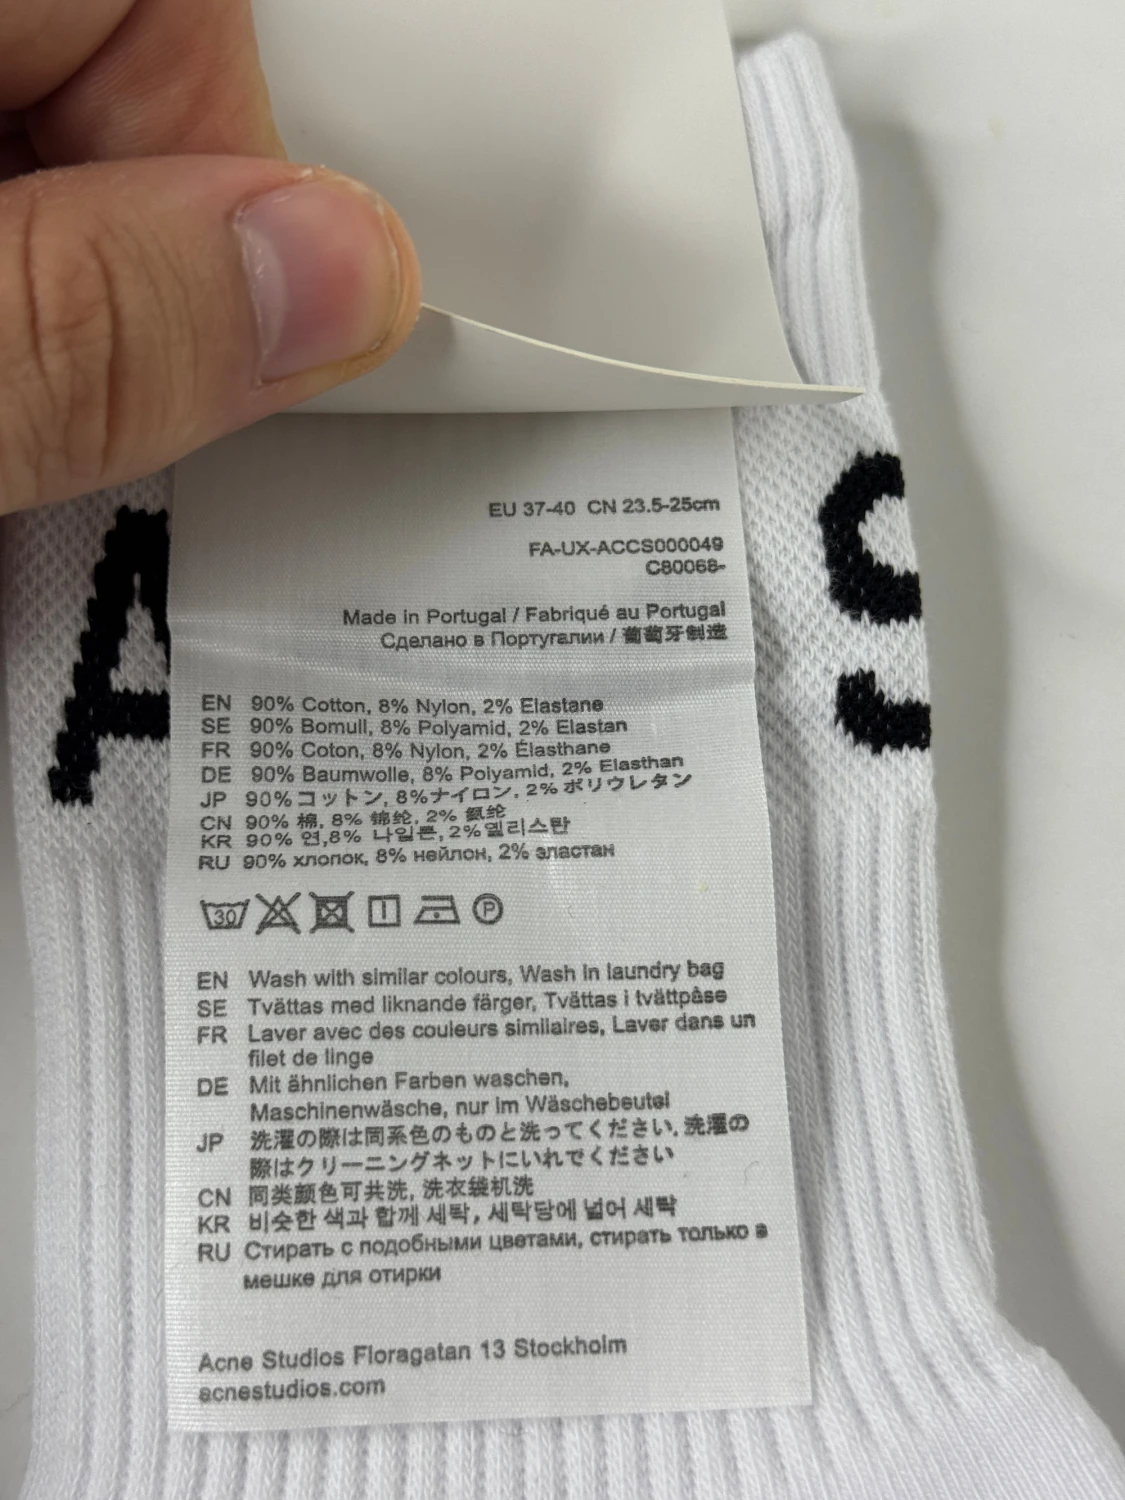 EU 37-40 CN 23.5-25cm
FA-UX-ACCS000049
C80068-
Made in Portugal / Fabriqué au Portugal
Сделано в Португалии / 葡萄牙制造
EN 90% Cotton, 8% Nylon, 2% Elastane
SE 90% Bomull, 8% Polyamid, 2% Elastan
FR 90% Coton, 8% Nylon, 2% Élasthane
DE 90% Baumwolle, 8% Polyamid, 2% Elasthan
JP 90%コットン, 8%ナイロン, 2%ポリウレタン
CN 90% 棉, 8% 锦纶, 2% 氨纶
KR 90% 면,8% 나일론, 2%엘리스탄
RU 90% хлопок, 8% нейлон, 2% эластан
30 P
EN Wash with similar colours, Wash in laundry bag
SE Tvättas med liknande färger, Tvättas i tvättpåse
FR Laver avec des couleurs similaires, Laver dans un
filet de linge
DE Mit ähnlichen Farben waschen,
Maschinenwäsche, nur im Wäschebeutel
JP 洗濯の際は同系色のものと洗ってください, 洗濯の
際はクリーニングネットにいれてください
CN 同类颜色可共洗, 洗衣袋机洗
KR 비슷한 색과 함께 세탁, 세탁망에 넣어 세탁
RU Стирать с подобными цветами, стирать только в
мешке для стирки
Acne Studios Floragatan 13 Stockholm
acnestudios.com
A
S